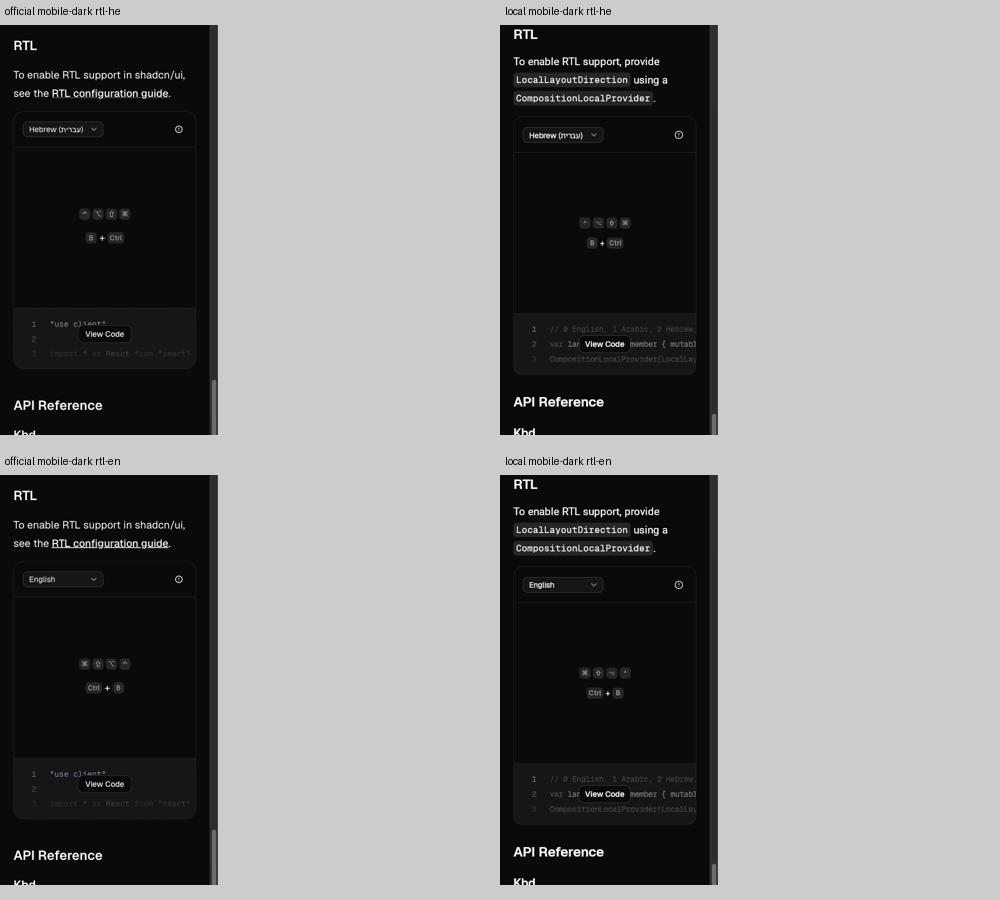 official mobile-dark rtl-he
RTL
To enable RTL support in shadcn/ui,
see the RTL configuration guide.
Hebrew (עברית)
⌃ ⌥ ⇧ ⌘
B + Ctrl
1 "use client"
2
3 import * as React from "react"
View Code
API Reference
Kbd
local mobile-dark rtl-he
RTL
To enable RTL support, provide
LocalLayoutDirection using a
CompositionLocalProvider.
Hebrew (עברית)
⌃ ⌥ ⇧ ⌘
B + Ctrl
1 // 0 English, 1 Arabic, 2 Hebrew.
2 var lan member { mutabl
View Code
3 CompositionLocalProvider(LocalLay
API Reference
Kbd
official mobile-dark rtl-en
RTL
To enable RTL support in shadcn/ui,
see the RTL configuration guide.
English
⌘ ⇧ ⌥ ⌃
Ctrl + B
1 "use client"
2
3 import * as React from "react"
View Code
API Reference
Kbd
local mobile-dark rtl-en
RTL
To enable RTL support, provide
LocalLayoutDirection using a
CompositionLocalProvider.
English
⌘ ⇧ ⌥ ⌃
Ctrl + B
1 // 0 English, 1 Arabic, 2 Hebrew.
2 var lan member { mutabl
View Code
3 CompositionLocalProvider(LocalLay
API Reference
Kbd